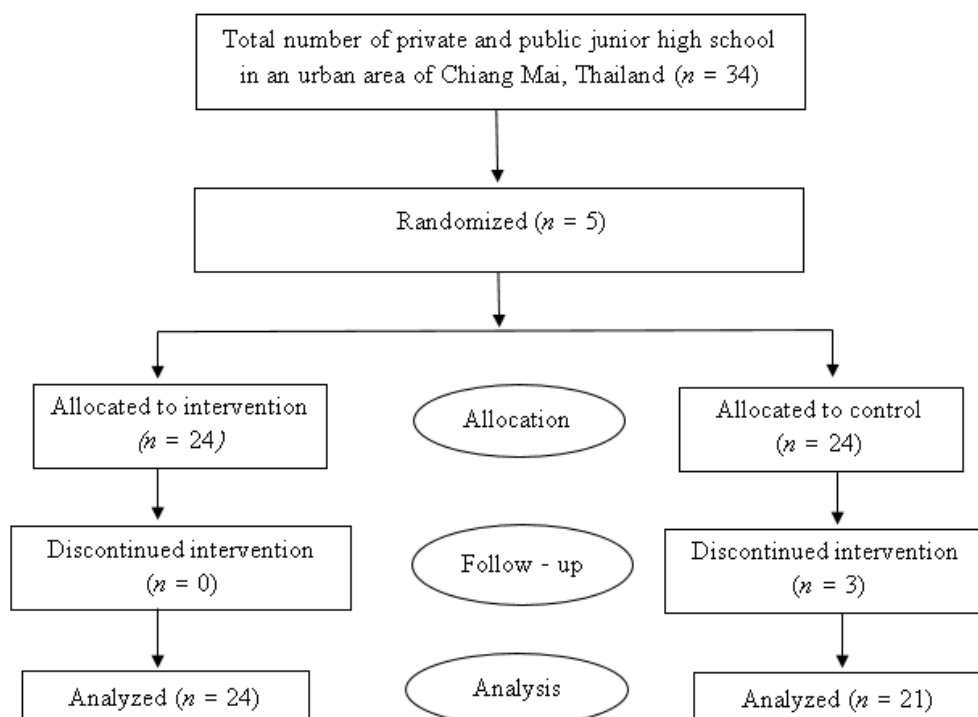 Total number of private and public junior high school
in an urban area of Chiang Mai, Thailand (n = 34)
Randomized (n = 5)
Allocated to intervention
(n = 24)
Allocation
Allocated to control
(n = 24)
Discontinued intervention
(n = 0)
Follow - up
Discontinued intervention
(n = 3)
Analyzed (n = 24)
Analysis
Analyzed (n = 21)